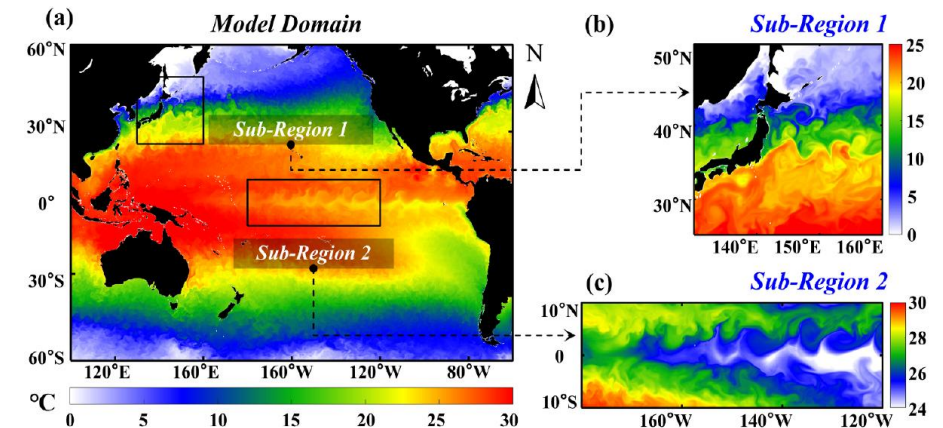 (a) Model Domain
60°N
30°N
0°
30°S
60°S
120°E 160°E 160°W 120°W 80°W
N
Sub-Region 1
Sub-Region 2
°C
0 5 10 15 20 25 30
(b) Sub-Region 1
50°N
40°N
30°N
140°E 150°E 160°E
25
20
15
10
5
0
(c) Sub-Region 2
10°N
0
10°S
160°W 140°W 120°W
30
28
26
24